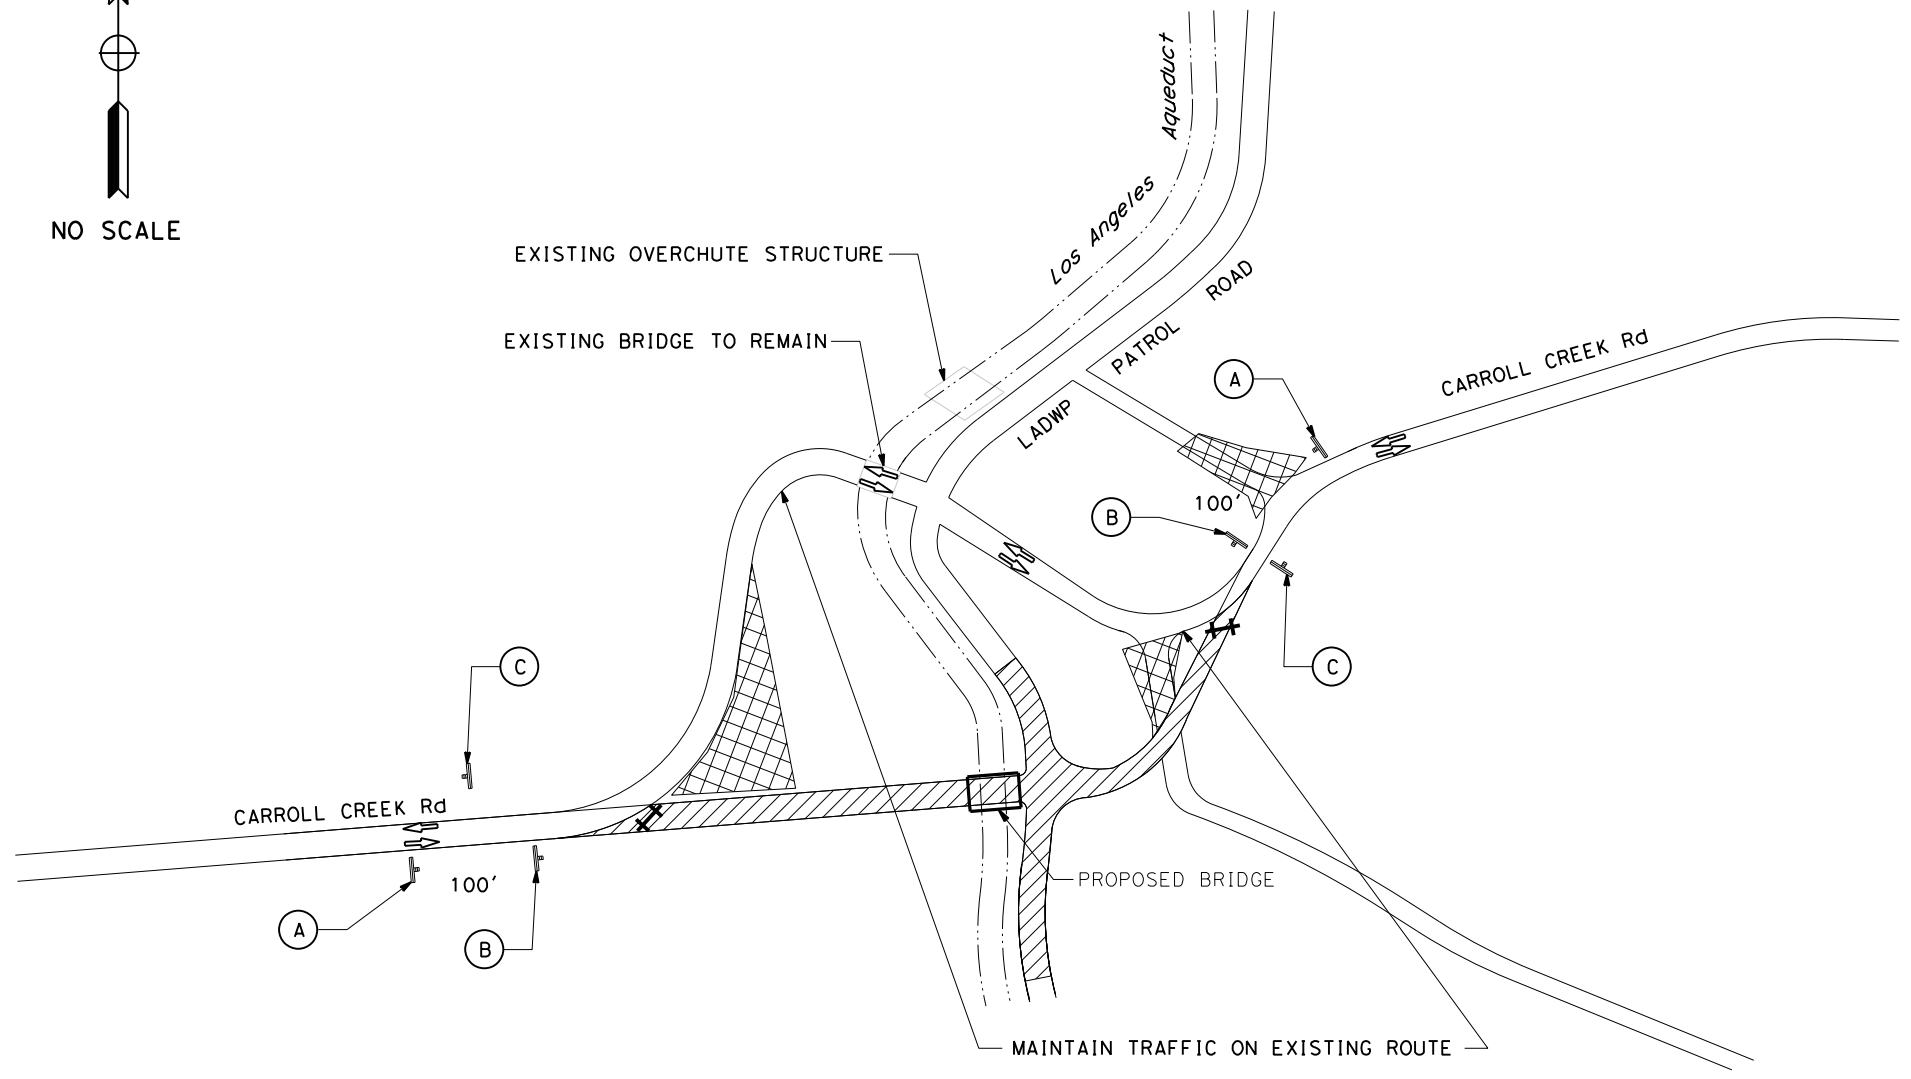 NO SCALE
EXISTING OVERCHUTE STRUCTURE
EXISTING BRIDGE TO REMAIN
Los Angeles Aqueduct
LADWP PATROL ROAD
A
CARROLL CREEK Rd
100'
B
C
C
CARROLL CREEK Rd
100'
A
B
PROPOSED BRIDGE
MAINTAIN TRAFFIC ON EXISTING ROUTE